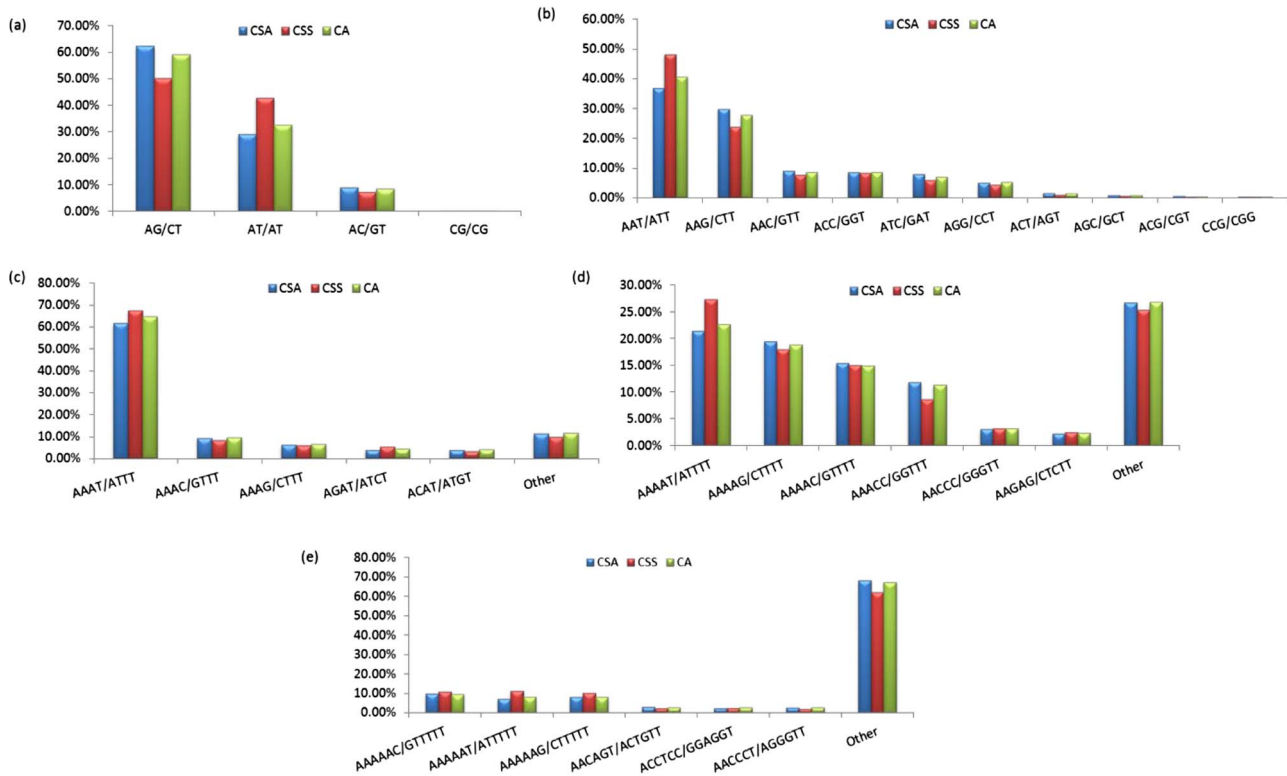 (a)
CSA CSS CA
70.00%
60.00%
50.00%
40.00%
30.00%
20.00%
10.00%
0.00%
AG/CT AT/AT AC/GT CG/CG
(b)
CSA CSS CA
60.00%
50.00%
40.00%
30.00%
20.00%
10.00%
0.00%
AAT/ATT AAG/CTT AAC/GTT ACC/GGT ATC/GAT AGG/CCT ACT/AGT AGC/GCT ACG/CGT CCG/CGG
(c)
CSA CSS CA
80.00%
70.00%
60.00%
50.00%
40.00%
30.00%
20.00%
10.00%
0.00%
AAAT/ATTT AAAC/GTTT AAAG/CTTT AGAT/ATCT ACAT/ATGT Other
(d)
CSA CSS CA
30.00%
25.00%
20.00%
15.00%
10.00%
5.00%
0.00%
AAAAT/ATTTT AAAAG/CTTTT AAAAC/GTTTT AAACC/GGTTT AACCC/GGGTT AAGAG/CTCTT Other
(e)
CSA CSS CA
80.00%
70.00%
60.00%
50.00%
40.00%
30.00%
20.00%
10.00%
0.00%
AAAAAC/GTTTTT AAAAAT/ATTTTT AAAAAG/CTTTTT AACAGT/ACTGTT ACCTCC/GGAGGT AACCCT/AGGGTT Other